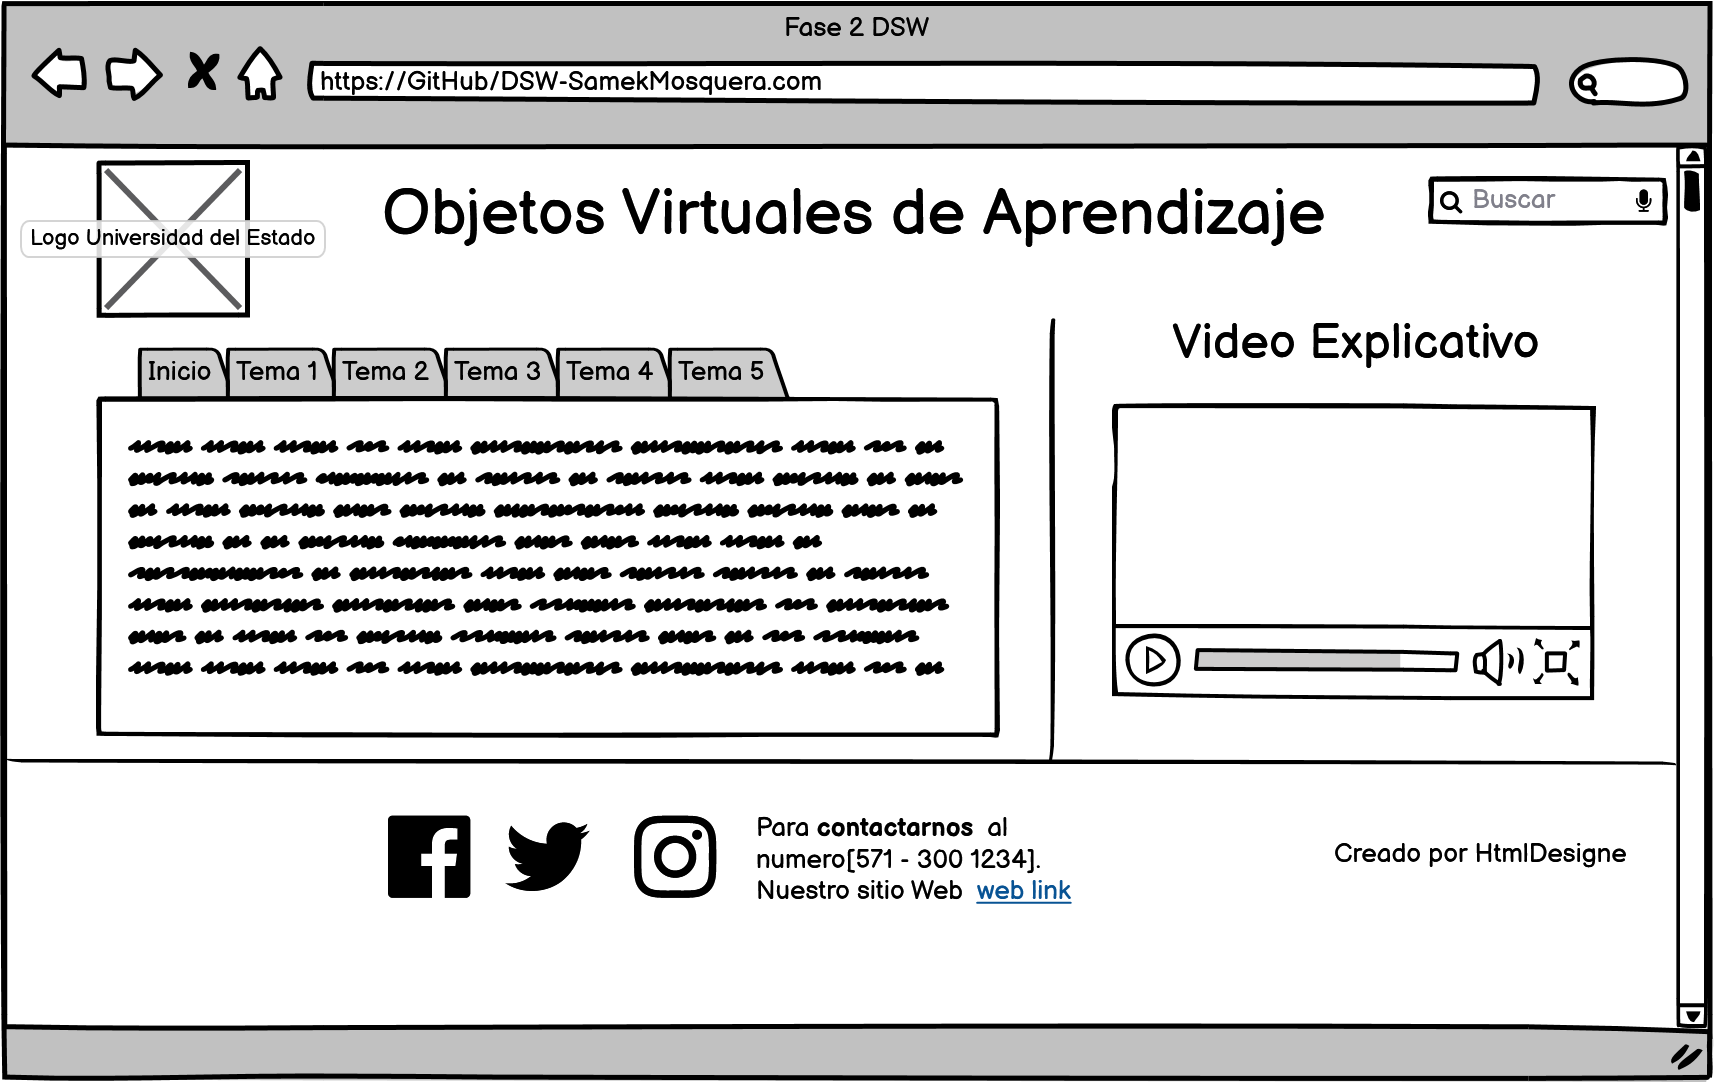 Fase 2 DSW
https://GitHub/DSW-SamekMosquera.com
Logo Universidad del Estado
Objetos Virtuales de Aprendizaje
Buscar
Inicio
Tema 1
Tema 2
Tema 3
Tema 4
Tema 5
Video Explicativo
Para contactarnos al
numero[571 - 300 1234].
Nuestro sitio Web web link
Creado por HtmlDesigne